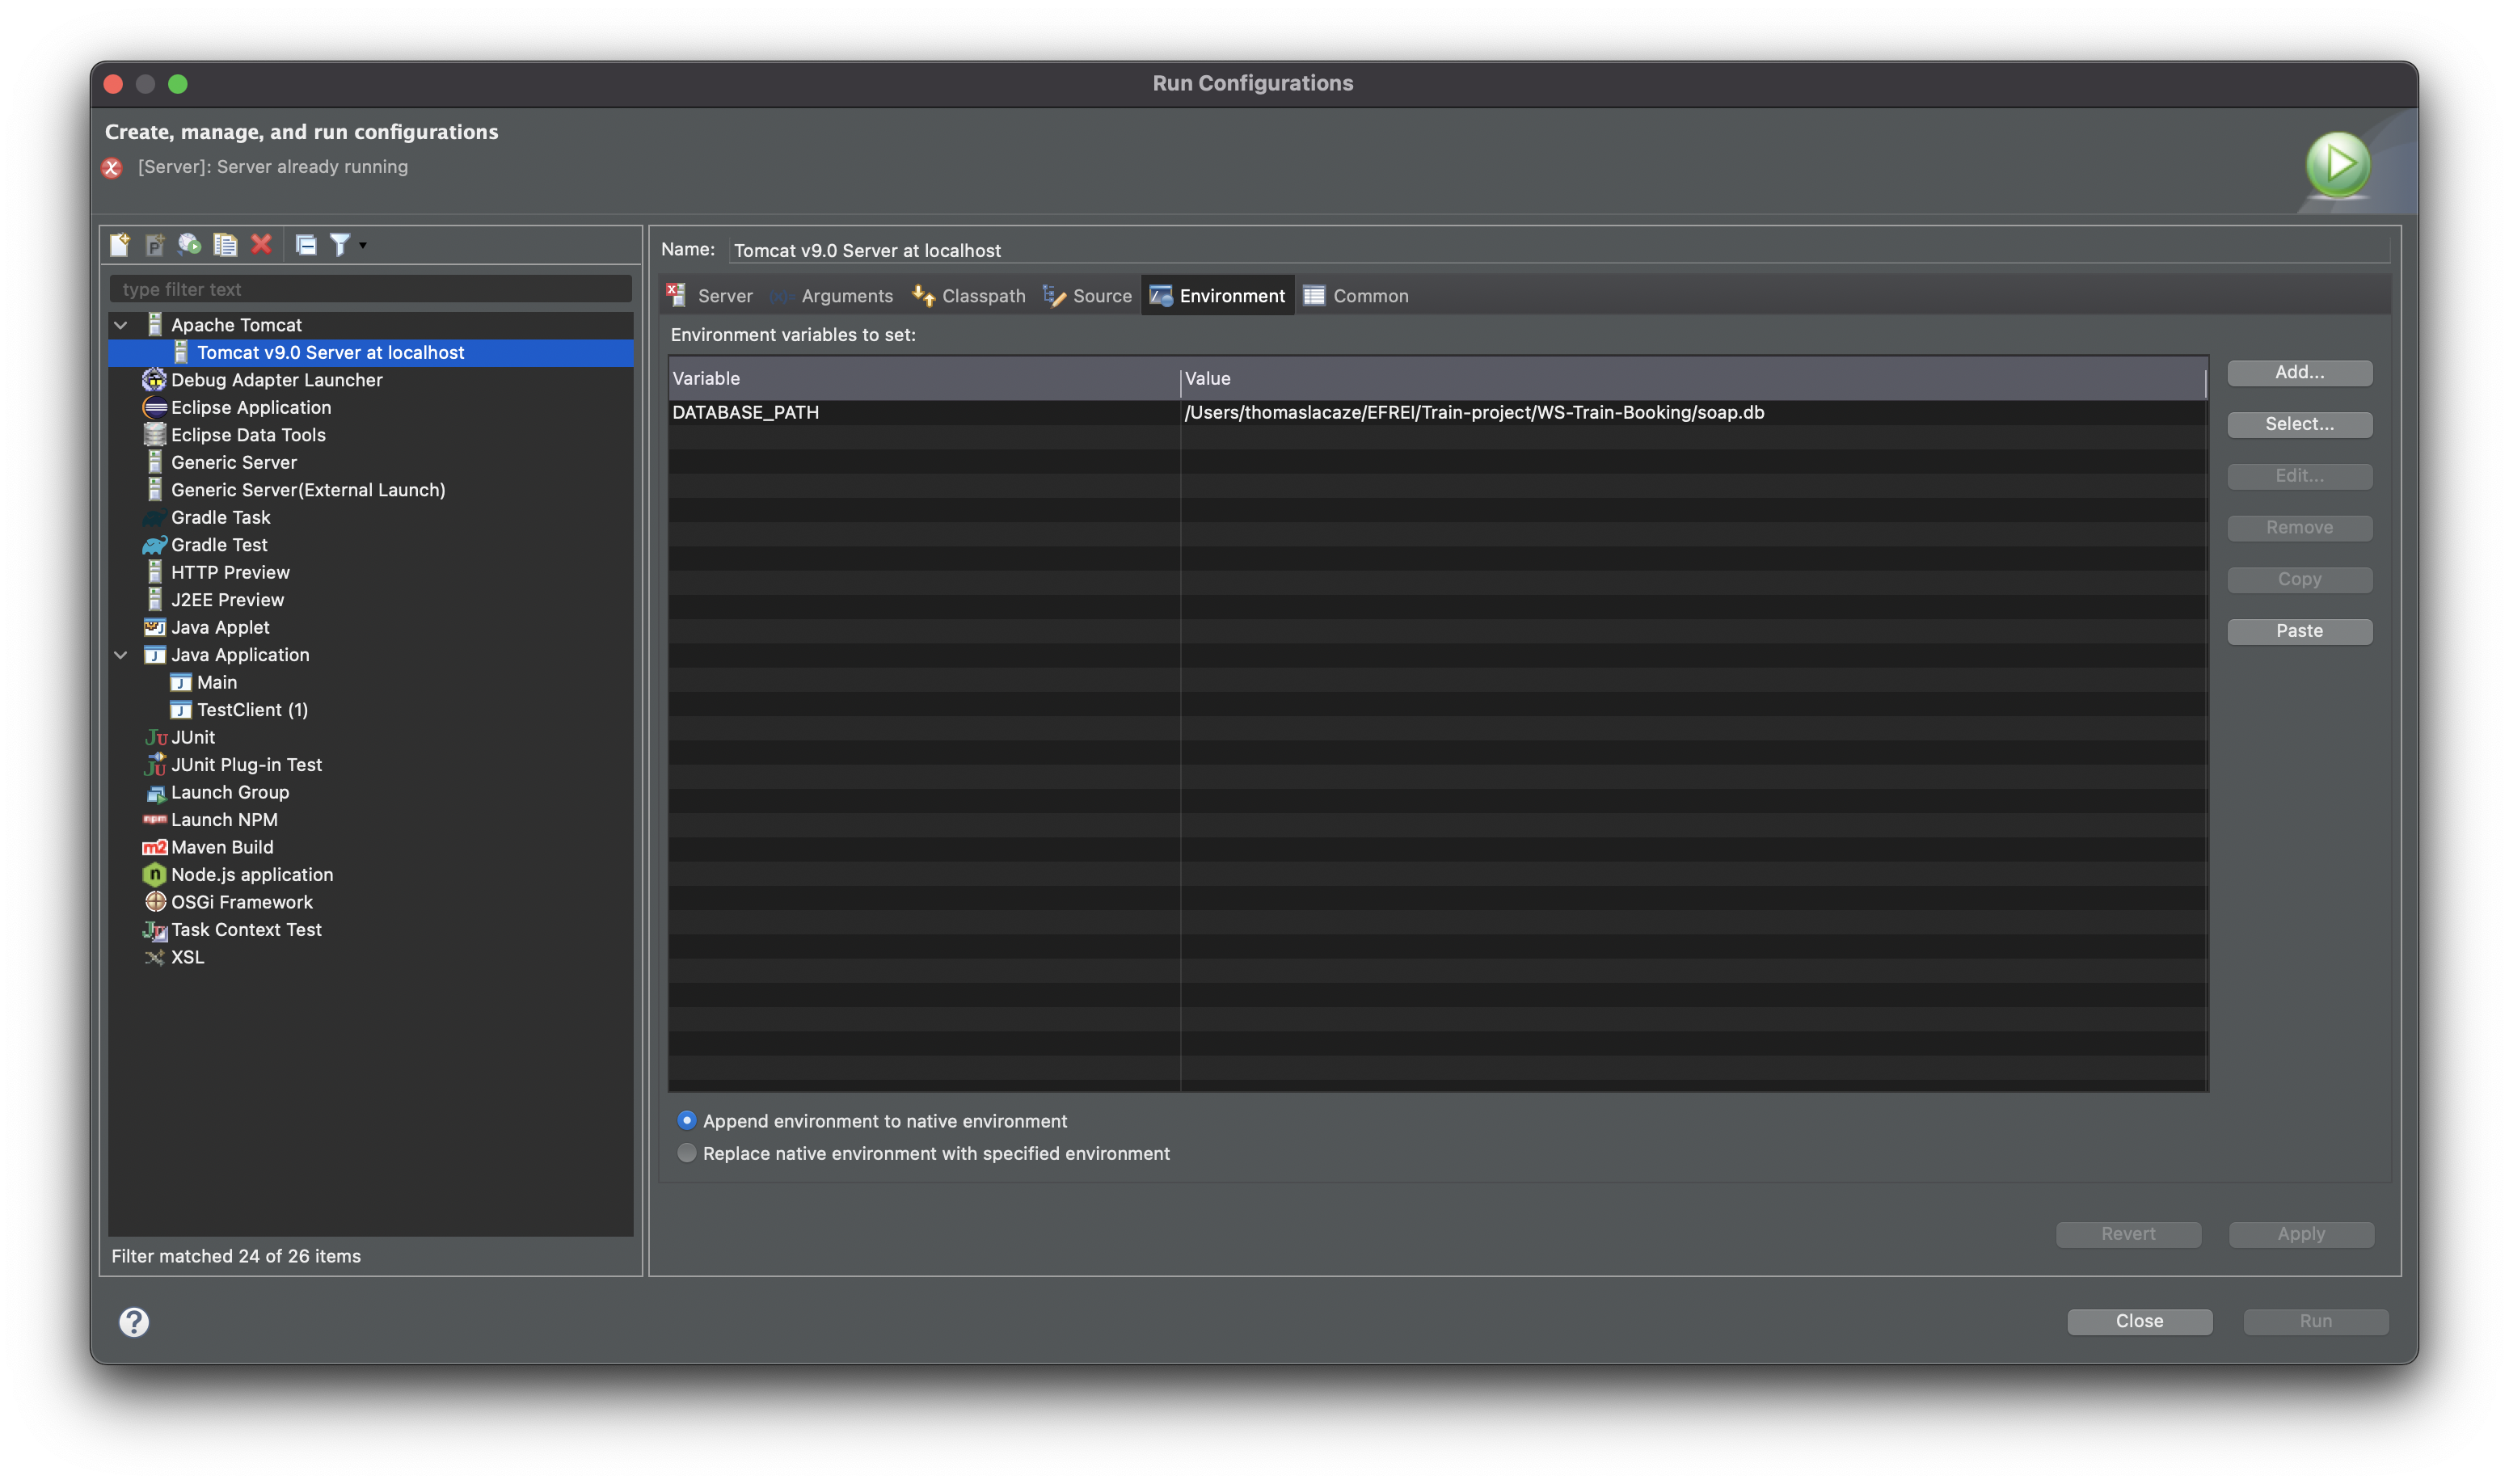 Run Configurations
Create, manage, and run configurations
[Server]: Server already running
type filter text
Apache Tomcat
Tomcat v9.0 Server at localhost
Debug Adapter Launcher
Eclipse Application
Eclipse Data Tools
Generic Server
Generic Server(External Launch)
Gradle Task
Gradle Test
HTTP Preview
J2EE Preview
Java Applet
Java Application
Main
TestClient (1)
JUnit
JUnit Plug-in Test
Launch Group
Launch NPM
Maven Build
Node.js application
OSGi Framework
Task Context Test
XSL
Filter matched 24 of 26 items
Name: Tomcat v9.0 Server at localhost
Server Arguments Classpath Source Environment Common
Environment variables to set:
Variable Value
DATABASE_PATH /Users/thomaslacaze/EFREI/Train-project/WS-Train-Booking/soap.db
Add...
Select...
Edit...
Remove
Copy
Paste
Append environment to native environment
Replace native environment with specified environment
Revert Apply
Close Run